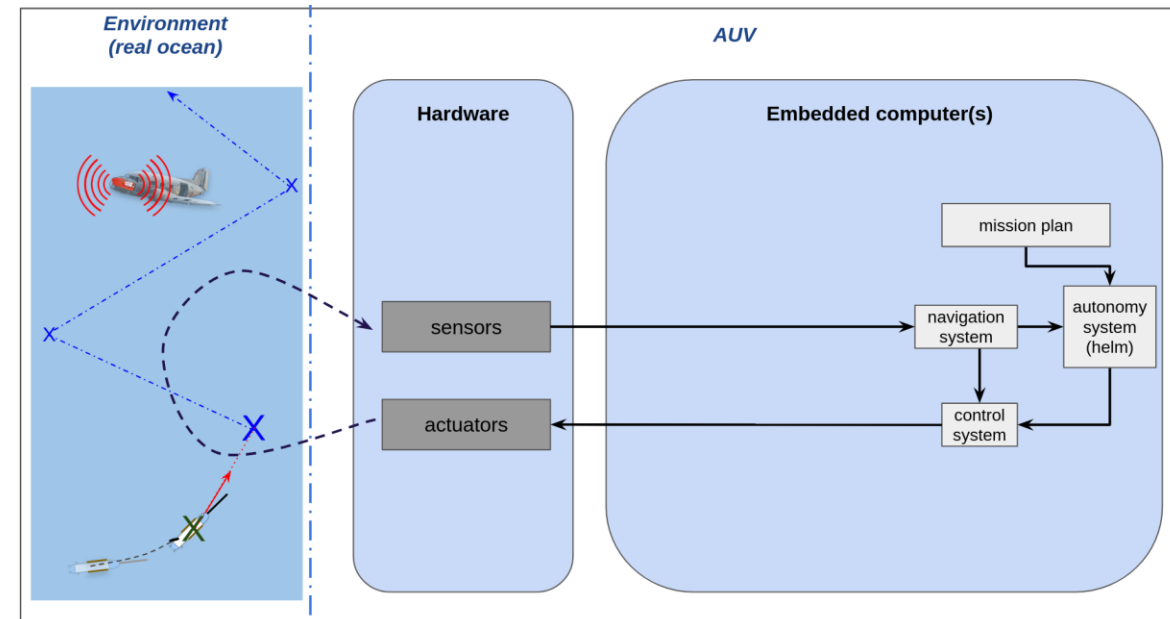 Environment
(real ocean)
AUV
Hardware
Embedded computer(s)
mission plan
sensors
navigation
system
autonomy
system
(helm)
actuators
control
system
X
X
X
X